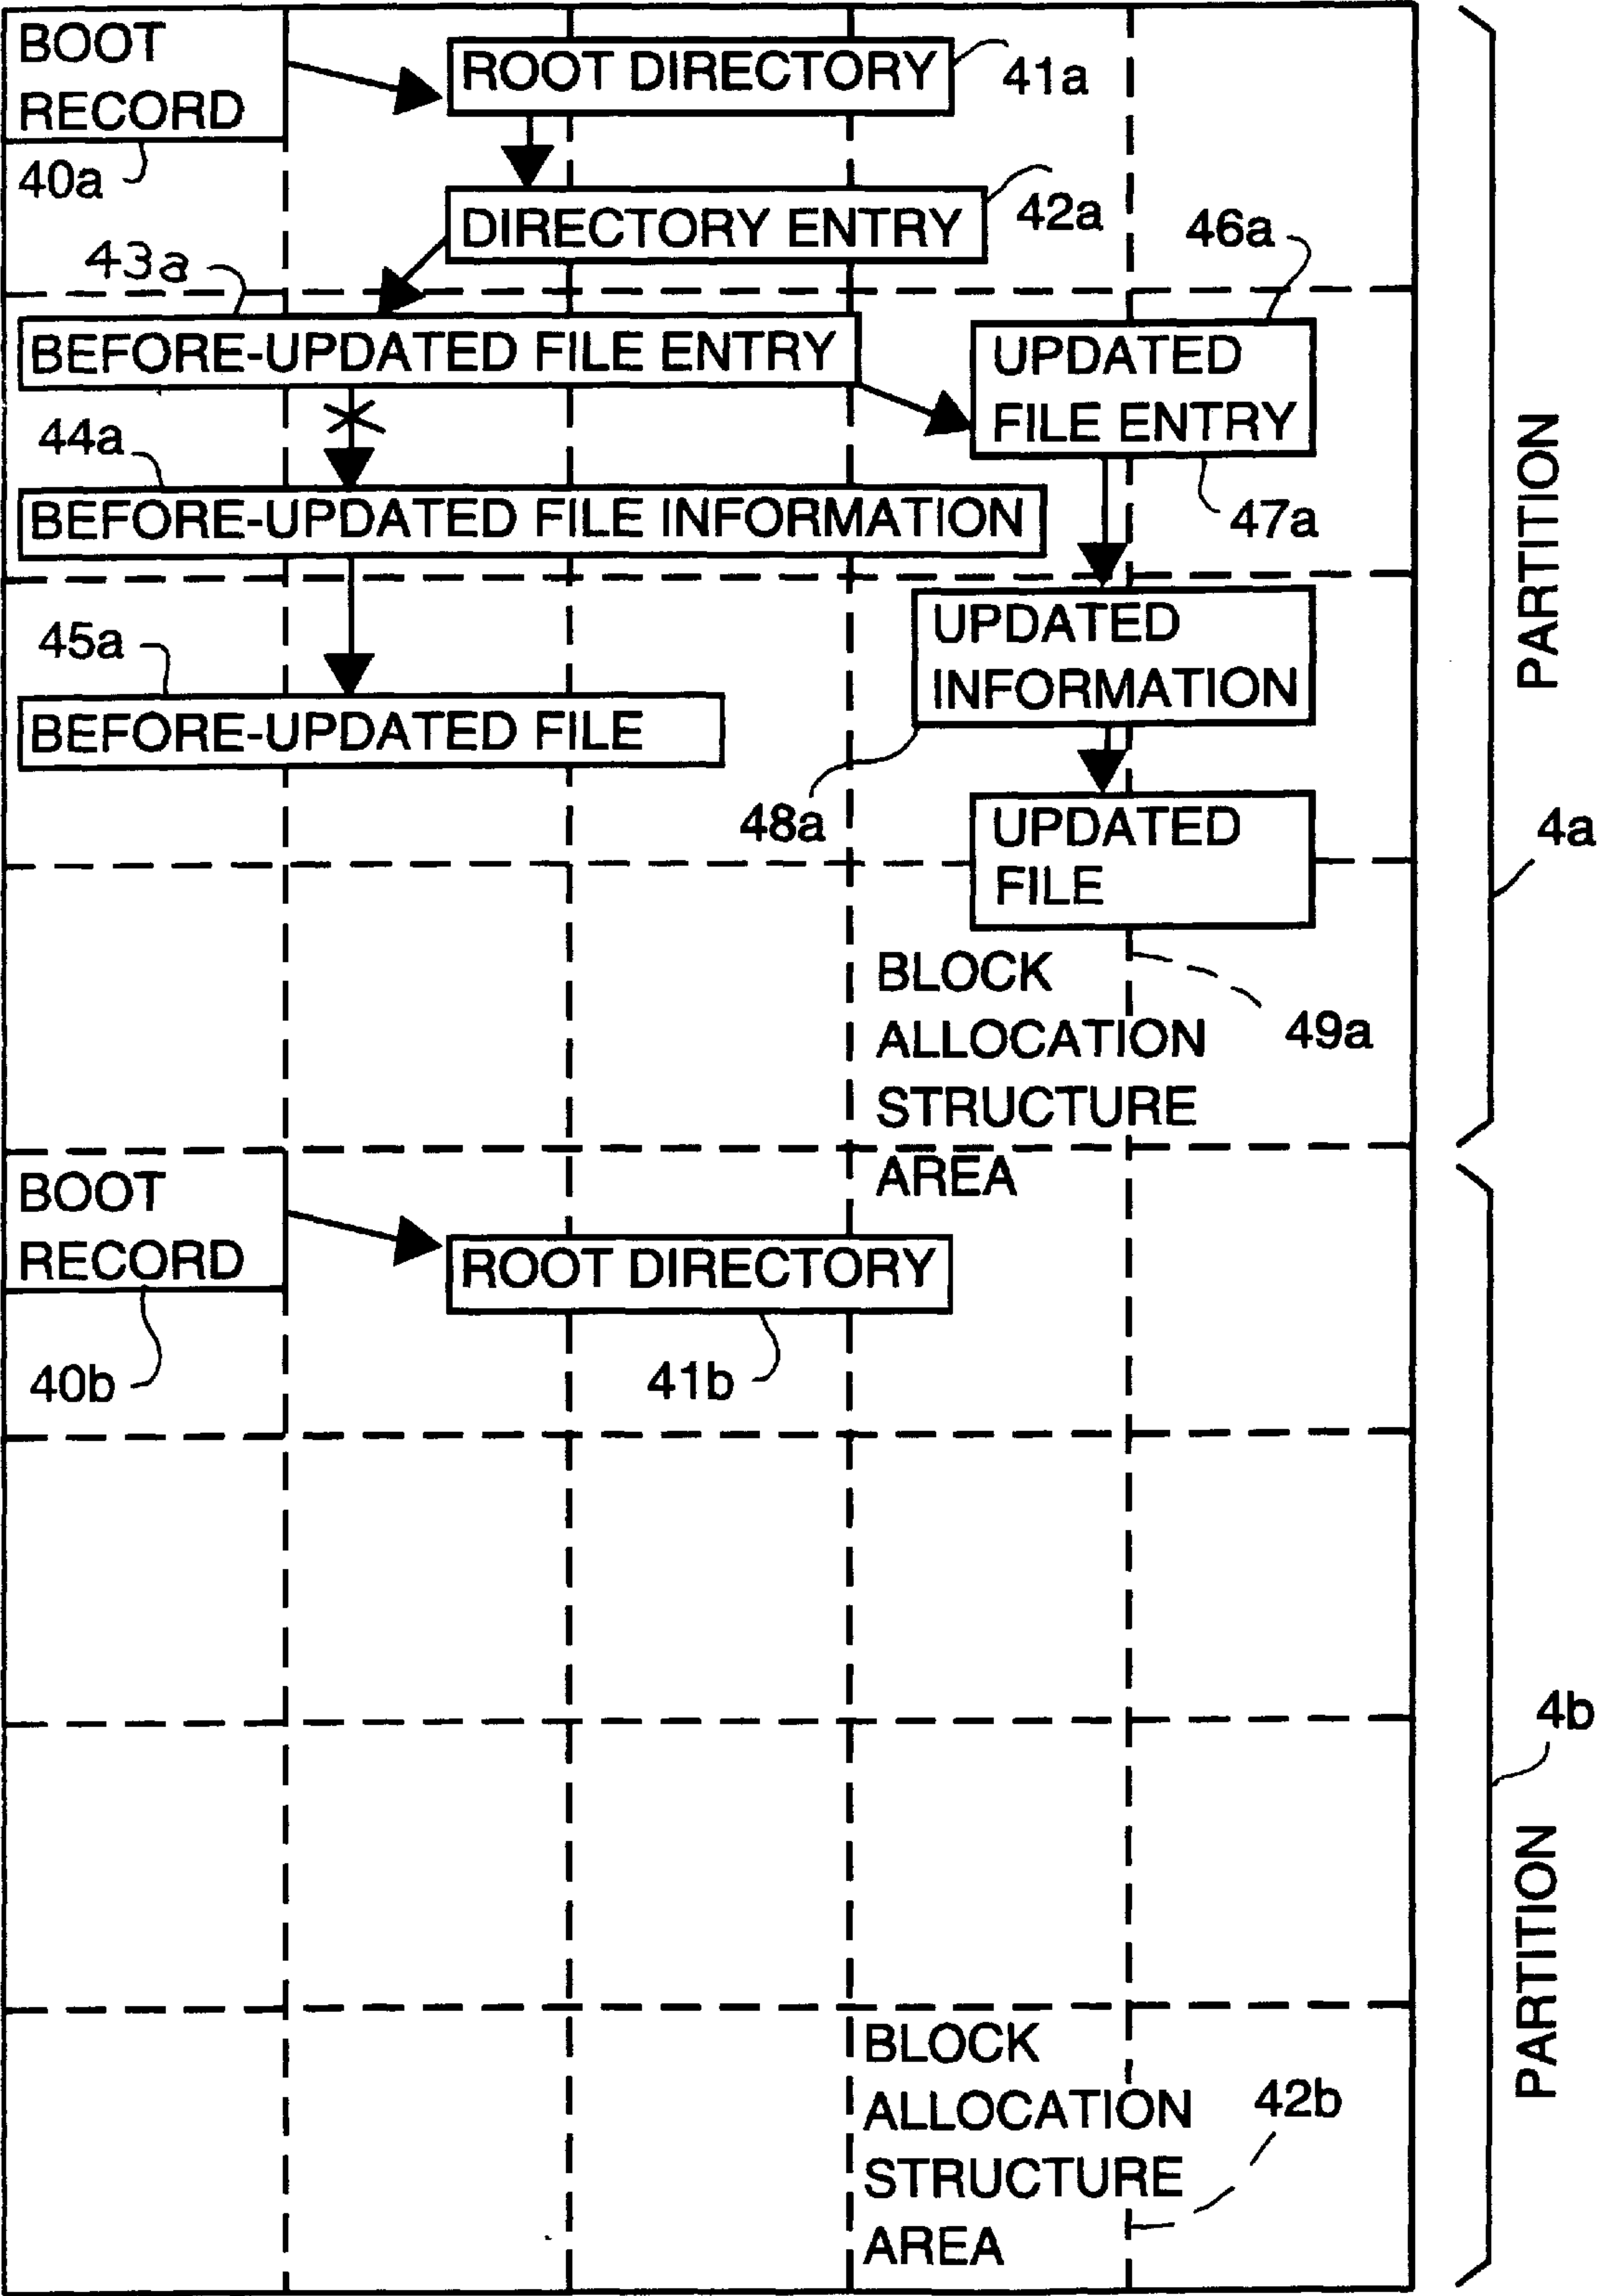 BOOT
RECORD
40a
ROOT DIRECTORY
41a
DIRECTORY ENTRY
42a
46a
43a
BEFORE-UPDATED FILE ENTRY
UPDATED
FILE ENTRY
47a
44a
BEFORE-UPDATED FILE INFORMATION
UPDATED
INFORMATION
48a
45a
BEFORE-UPDATED FILE
UPDATED
FILE
BLOCK
ALLOCATION
STRUCTURE
AREA
49a
PARTITION
4a
BOOT
RECORD
40b
ROOT DIRECTORY
41b
BLOCK
ALLOCATION
STRUCTURE
AREA
42b
4b
PARTITION